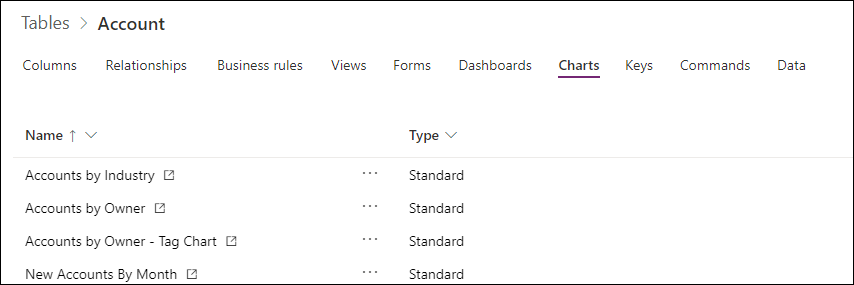 Tables > Account
Columns Relationships Business rules Views Forms Dashboards Charts Keys Commands Data
Name ↑ Type
Accounts by Industry ··· Standard
Accounts by Owner ··· Standard
Accounts by Owner - Tag Chart ··· Standard
New Accounts By Month ··· Standard